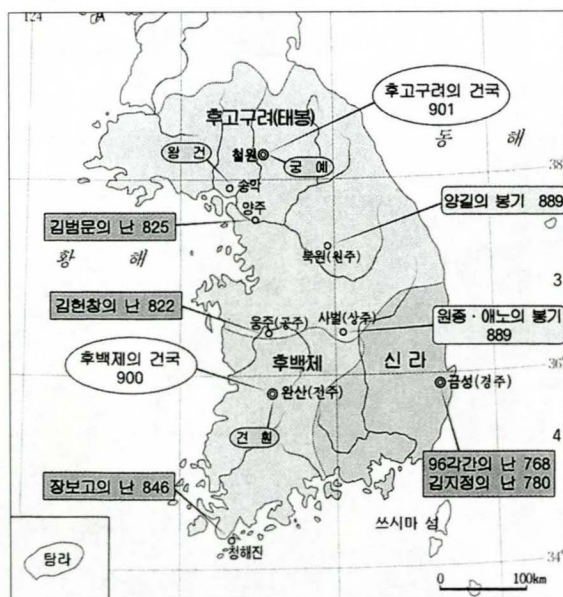 124
A
128
130
후고구려의 건국
901
후고구려(태봉)
동 해
왕 건
철원
궁 예
38
송악
양주
김범문의 난 825
양길의 봉기 889
황 해
북원(원주)
3
김헌창의 난 822
사벌(상주)
원종·애노의 봉기
889
웅주(공주)
후백제의 건국
900
후백제
신 라
36
완산(전주)
금성(경주)
견 훤
4
96각간의 난 768
김지정의 난 780
장보고의 난 846
쓰시마 섬
청해진
탐라
34
0
100km